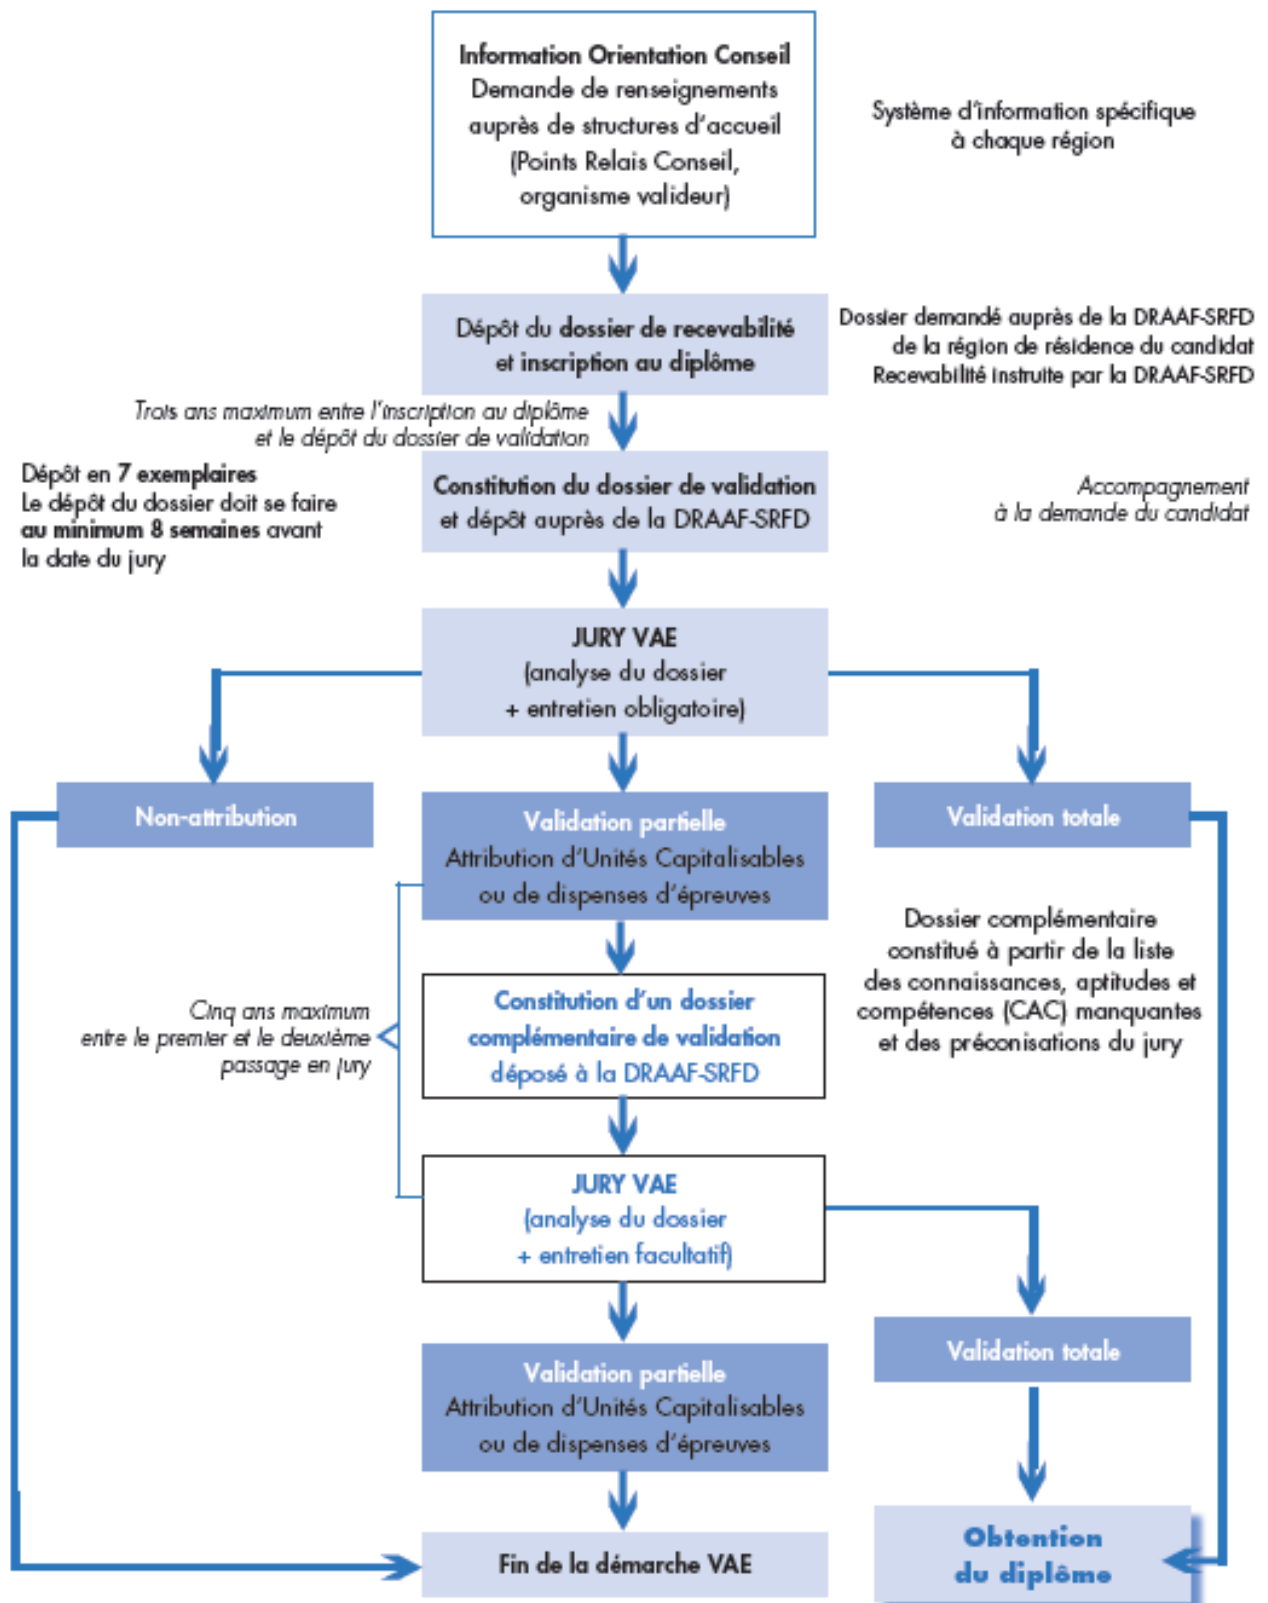 Information Orientation Conseil
Demande de renseignements
auprès de structures d'accueil
(Points Relais Conseil,
organisme valideur)
Système d'information spécifique
à chaque région
Dépôt du dossier de recevabilité
et inscription au diplôme
Dossier demandé auprès de la DRAAF-SRFD
de la région de résidence du candidat
Recevabilité instruite par la DRAAF-SRFD
Trois ans maximum entre l'inscription au diplôme
et le dépôt du dossier de validation
Dépôt en 7 exemplaires
Le dépôt du dossier doit se faire
au minimum 8 semaines avant
la date du jury
Constitution du dossier de validation
et dépôt auprès de la DRAAF-SRFD
Accompagnement
à la demande du candidat
JURY VAE
(analyse du dossier
+ entretien obligatoire)
Non-attribution
Validation partielle
Attribution d'Unités Capitalisables
ou de dispenses d'épreuves
Validation totale
Dossier complémentaire
constitué à partir de la liste
des connaissances, aptitudes et
compétences (CAC) manquantes
et des préconisations du jury
Cinq ans maximum
entre le premier et le deuxième
passage en jury
Constitution d'un dossier
complémentaire de validation
déposé à la DRAAF-SRFD
JURY VAE
(analyse du dossier
+ entretien facultatif)
Validation partielle
Attribution d'Unités Capitalisables
ou de dispenses d'épreuves
Validation totale
Fin de la démarche VAE
Obtention
du diplôme